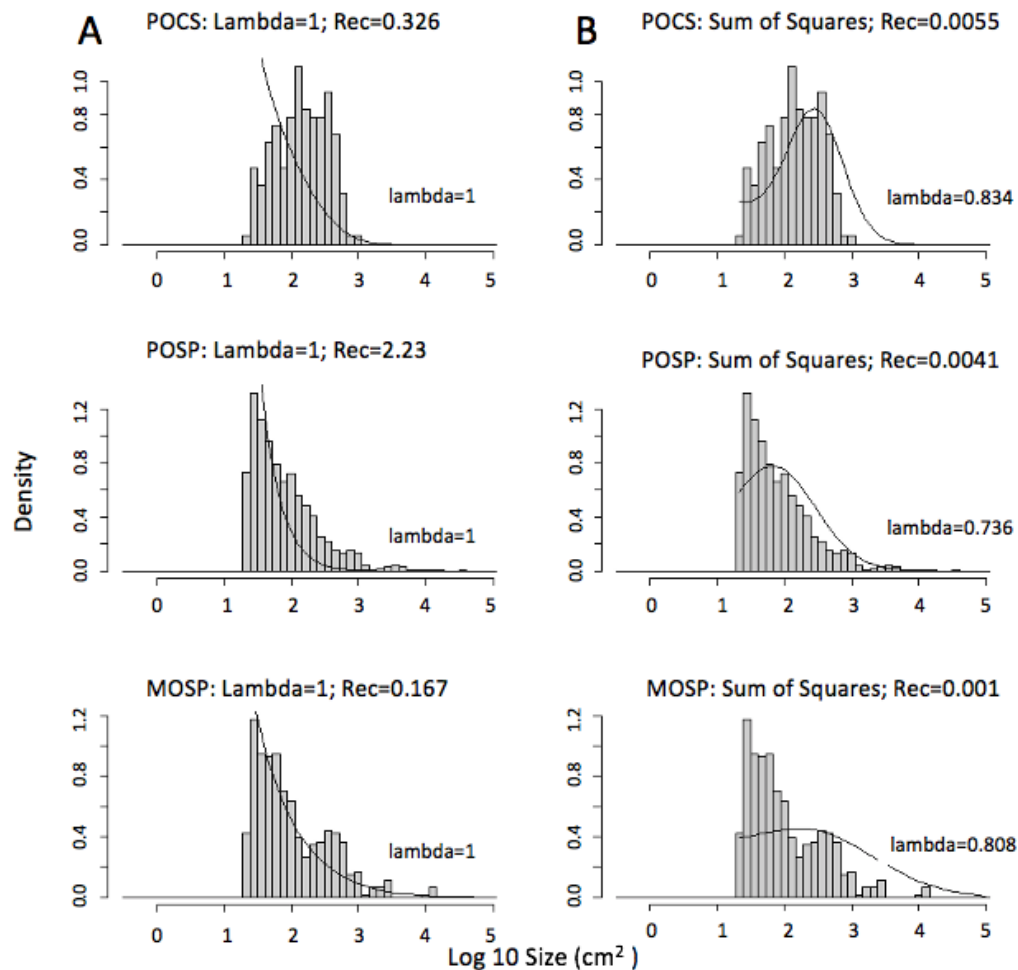 A
POCS: Lambda=1; Rec=0.326
0.0 0.4 0.8 1.0
lambda=1
0 1 2 3 4 5
B
POCS: Sum of Squares; Rec=0.0055
0.0 0.4 0.8 1.0
lambda=0.834
0 1 2 3 4 5
POSP: Lambda=1; Rec=2.23
0.0 0.4 0.8 1.2
lambda=1
0 1 2 3 4 5
POSP: Sum of Squares; Rec=0.0041
0.0 0.4 0.8 1.2
lambda=0.736
0 1 2 3 4 5
Density
MOSP: Lambda=1; Rec=0.167
0.0 0.4 0.8 1.2
lambda=1
0 1 2 3 4 5
MOSP: Sum of Squares; Rec=0.001
0.0 0.4 0.8 1.2
lambda=0.808
0 1 2 3 4 5
Log 10 Size (cm² )